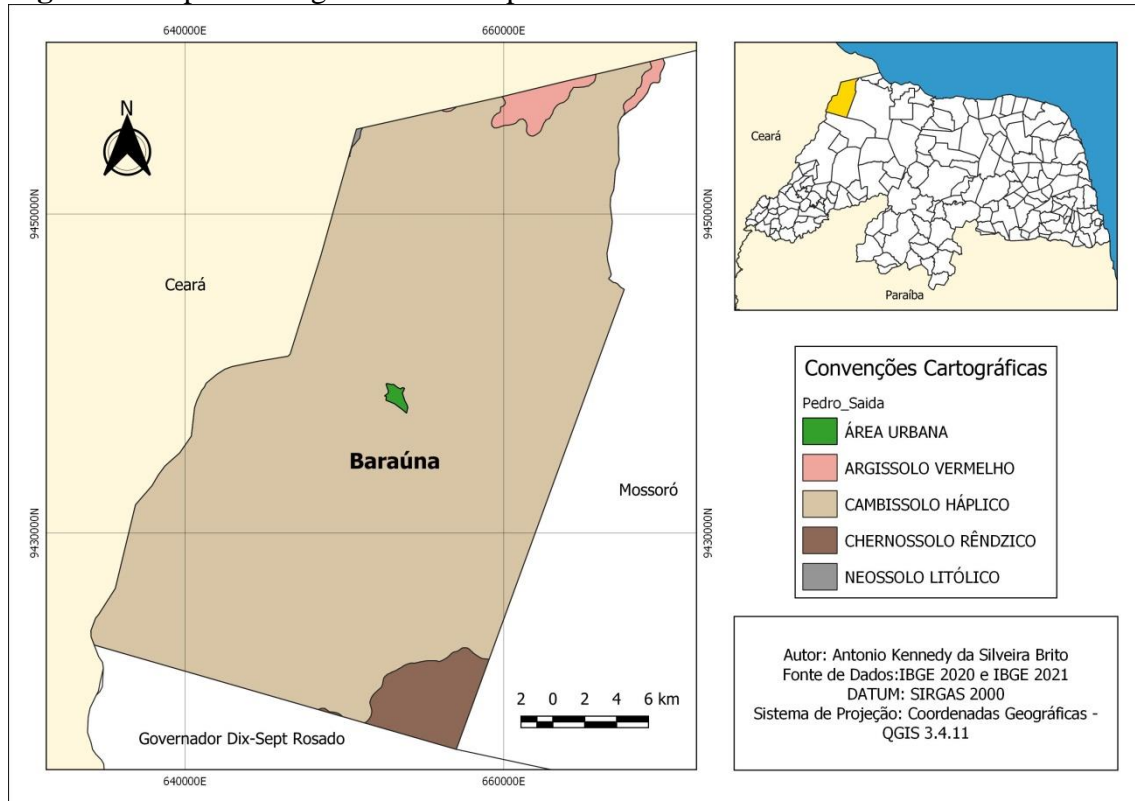 640000E
660000E
N
9450000N
9450000N
Ceará
Baraúna
Mossoró
9430000N
9430000N
2 0 2 4 6 km
Governador Dix-Sept Rosado
640000E
660000E
Ceará
Paraíba
Convenções Cartográficas
Pedro_Saida
ÁREA URBANA
ARGISSOLO VERMELHO
CAMBISSOLO HÁPLICO
CHERNOSSOLO RÊNDZICO
NEOSSOLO LITÓLICO
Autor: Antonio Kennedy da Silveira Brito
Fonte de Dados:IBGE 2020 e IBGE 2021
DATUM: SIRGAS 2000
Sistema de Projeção: Coordenadas Geográficas -
QGIS 3.4.11